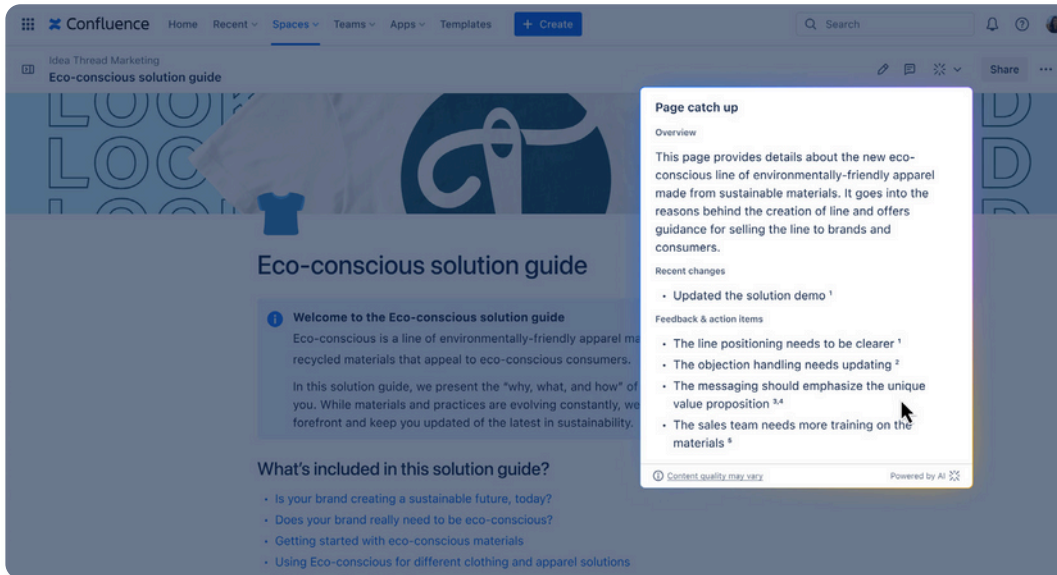 Confluence Home Recent Spaces Teams Apps Templates + Create Search
Idea Thread Marketing
Eco-conscious solution guide
Share
LOOK
LOO
LOOK
D
D
D
Page catch up
Overview
This page provides details about the new eco-
conscious line of environmentally-friendly apparel
made from sustainable materials. It goes into the
reasons behind the creation of line and offers
guidance for selling the line to brands and
consumers.
Recent changes
• Updated the solution demo ¹
Feedback & action items
• The line positioning needs to be clearer ¹
• The objection handling needs updating ²
• The messaging should emphasize the unique
value proposition ³,⁴
• The sales team needs more training on the
materials ⁵
Content quality may vary
Powered by AI
Eco-conscious solution guide
Welcome to the Eco-conscious solution guide
Eco-conscious is a line of environmentally-friendly apparel ma
recycled materials that appeal to eco-conscious consumers.
In this solution guide, we present the “why, what, and how” of
you. While materials and practices are evolving constantly, we
forefront and keep you updated of the latest in sustainability.
What’s included in this solution guide?
• Is your brand creating a sustainable future, today?
• Does your brand really need to be eco-conscious?
• Getting started with eco-conscious materials
• Using Eco-conscious for different clothing and apparel solutions